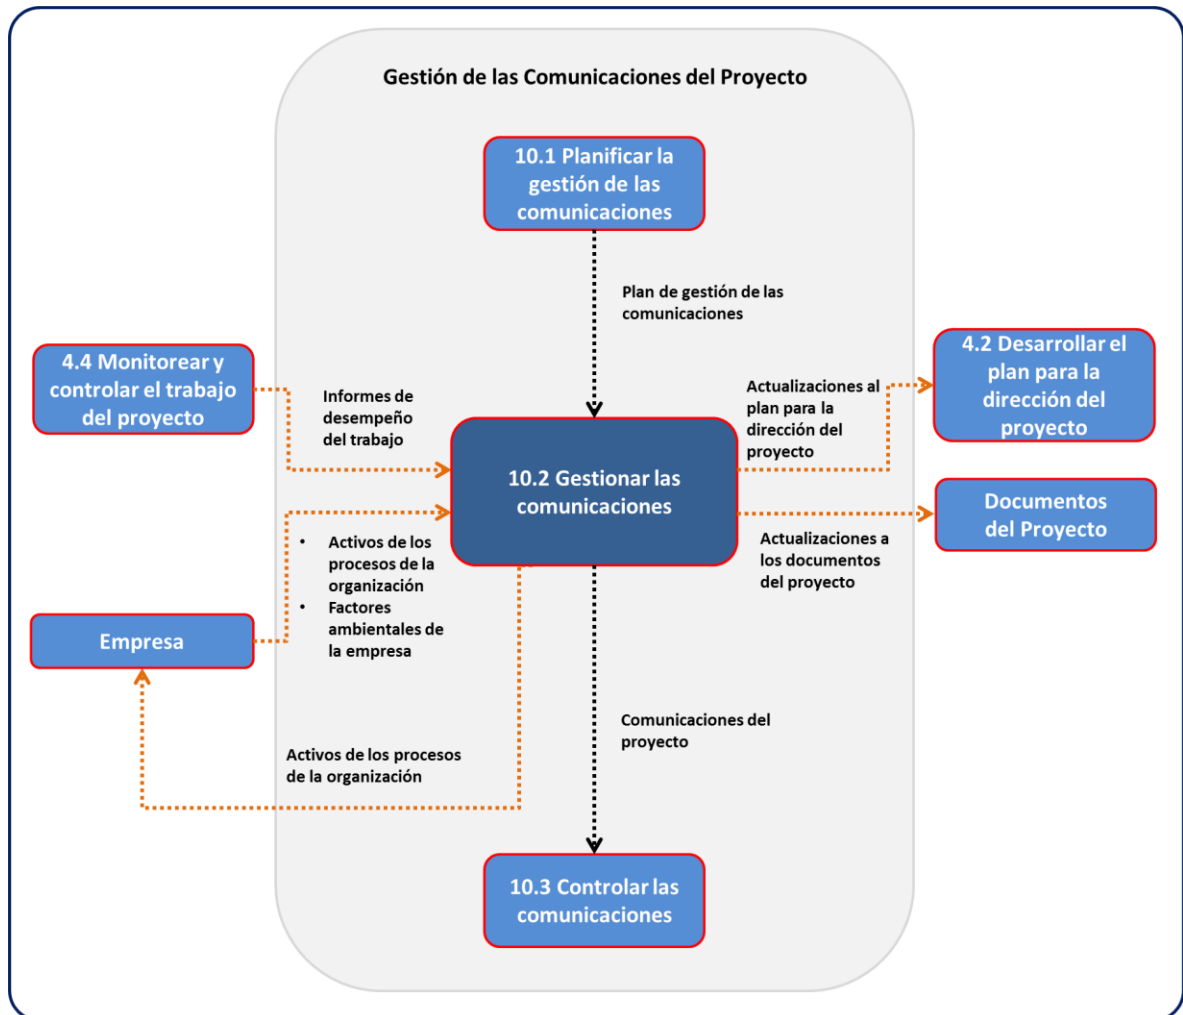 Gestión de las Comunicaciones del Proyecto
10.1 Planificar la
gestión de las
comunicaciones
Plan de gestión de las
comunicaciones
4.4 Monitorear y
controlar el trabajo
del proyecto
Informes de
desempeño
del trabajo
Actualizaciones al
plan para la
dirección del
proyecto
4.2 Desarrollar el
plan para la
dirección del
proyecto
10.2 Gestionar las
comunicaciones
Documentos
del Proyecto
• Activos de los
procesos de la
organización
• Factores
ambientales de
la empresa
Actualizaciones a
los documentos
del proyecto
Empresa
Comunicaciones del
proyecto
Activos de los procesos
de la organización
10.3 Controlar las
comunicaciones